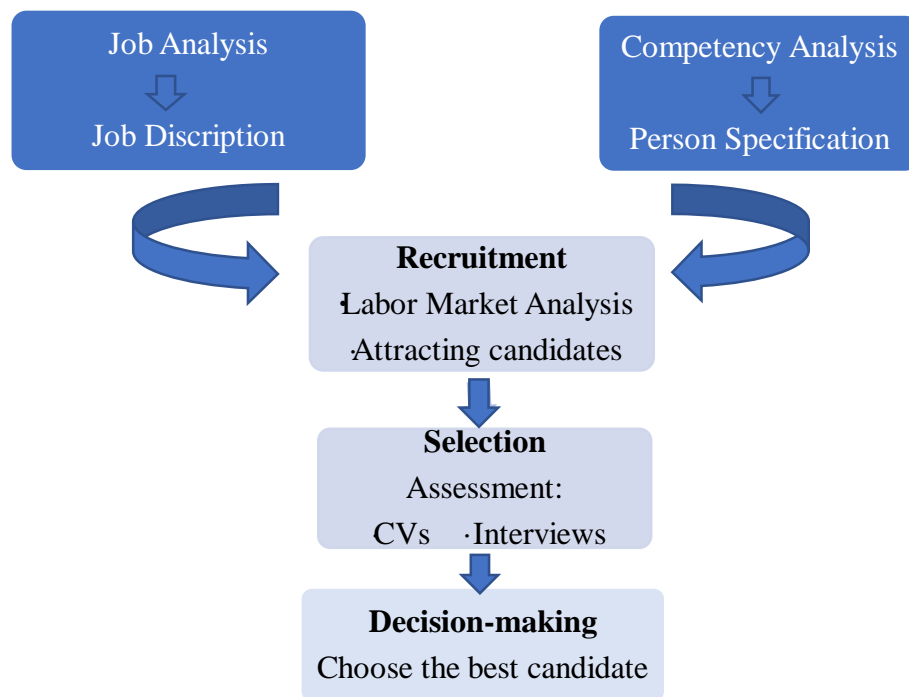 Job Analysis
Job Discription
Competency Analysis
Person Specification
Recruitment
·Labor Market Analysis
·Attracting candidates
Selection
Assessment:
·CVs ·Interviews
Decision-making
Choose the best candidate